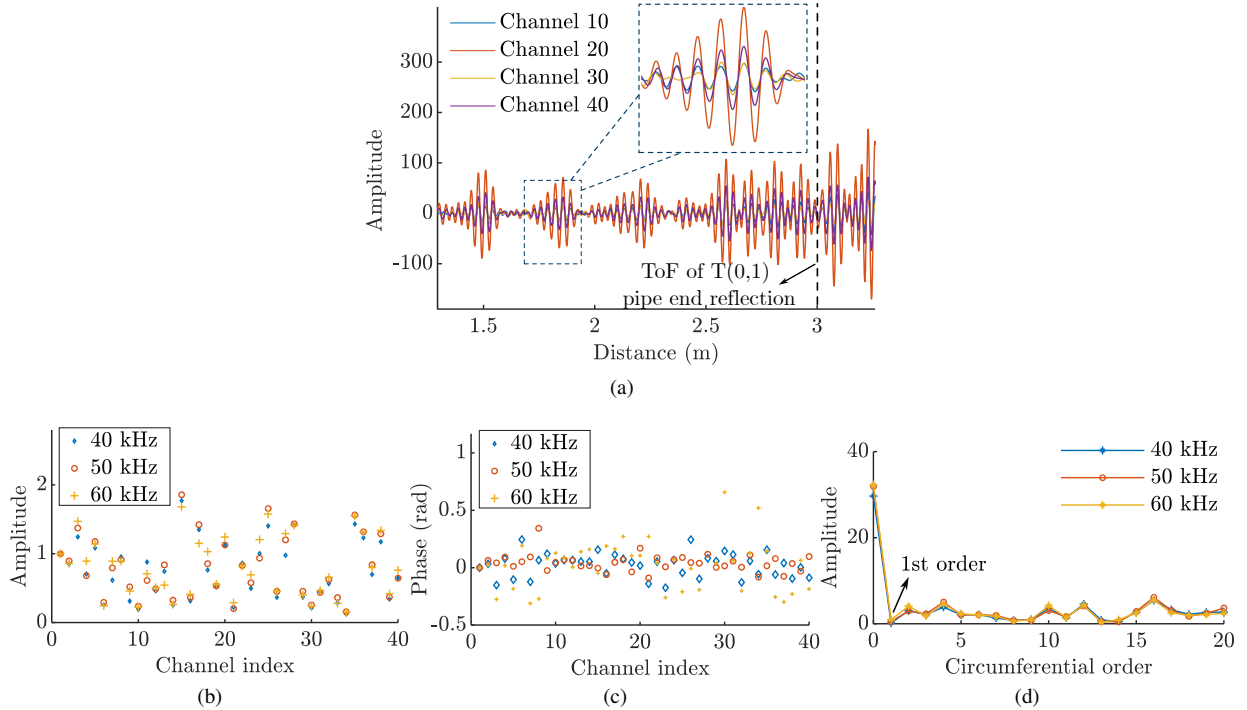 (a)
Channel 10
Channel 20
Channel 30
Channel 40
300
200
100
0
-100
Amplitude
ToF of T(0,1)
pipe end reflection
1.5
2
2.5
3
Distance (m)
(a)
40 kHz
50 kHz
60 kHz
2
1
0
Amplitude
0
10
20
30
40
Channel index
(b)
40 kHz
50 kHz
60 kHz
1
0.5
0
-0.5
Phase (rad)
0
10
20
30
40
Channel index
(c)
40 kHz
50 kHz
60 kHz
40
20
0
Amplitude
1st order
0
5
10
15
20
Circumferential order
(d)